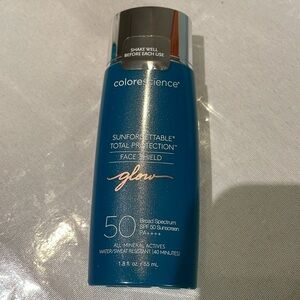 SHAKE WELL
BEFORE EACH USE
colorescience®
SUNFORGETTABLE®
TOTAL PROTECTION™
FACE SHIELD
glow
50 Broad Spectrum
SPF 50 Sunscreen
PA++++
ALL-MINERAL ACTIVES
WATER/SWEAT RESISTANT (40 MINUTES)
1.8 fl. oz / 55 mL